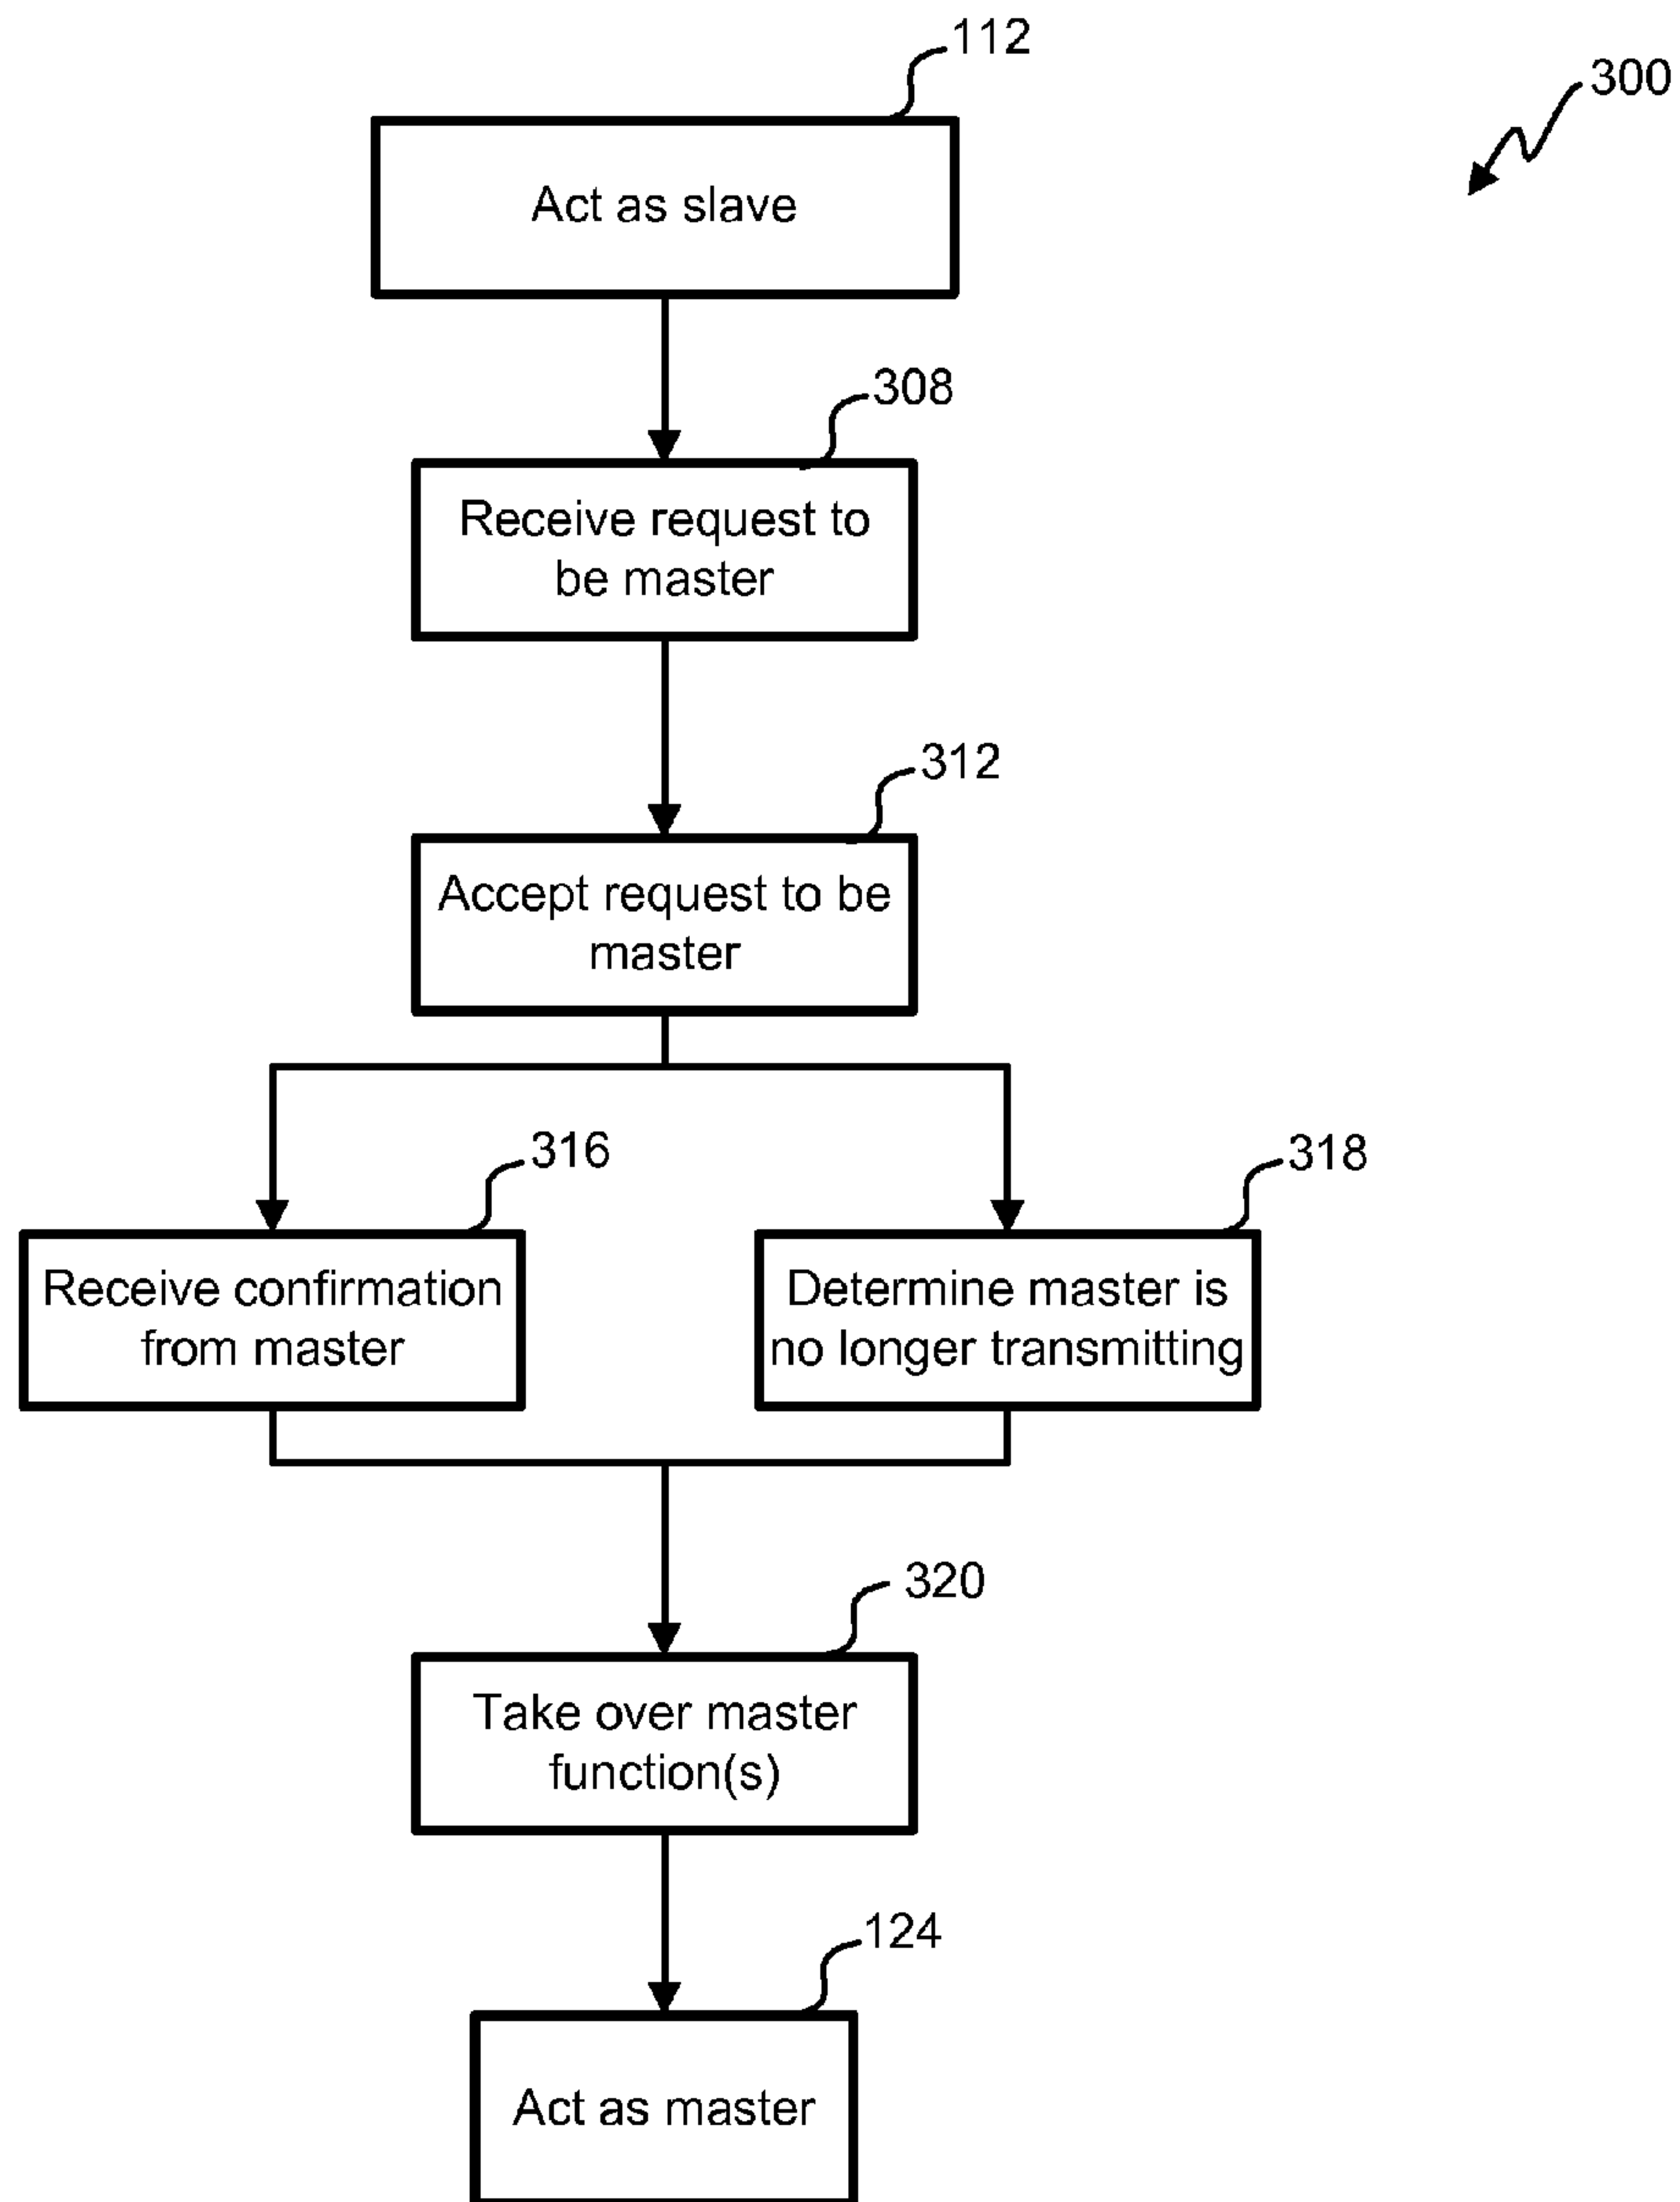 112
300
Act as slave
308
Receive request to
be master
312
Accept request to be
master
316
318
Receive confirmation
from master
Determine master is
no longer transmitting
320
Take over master
function(s)
124
Act as master